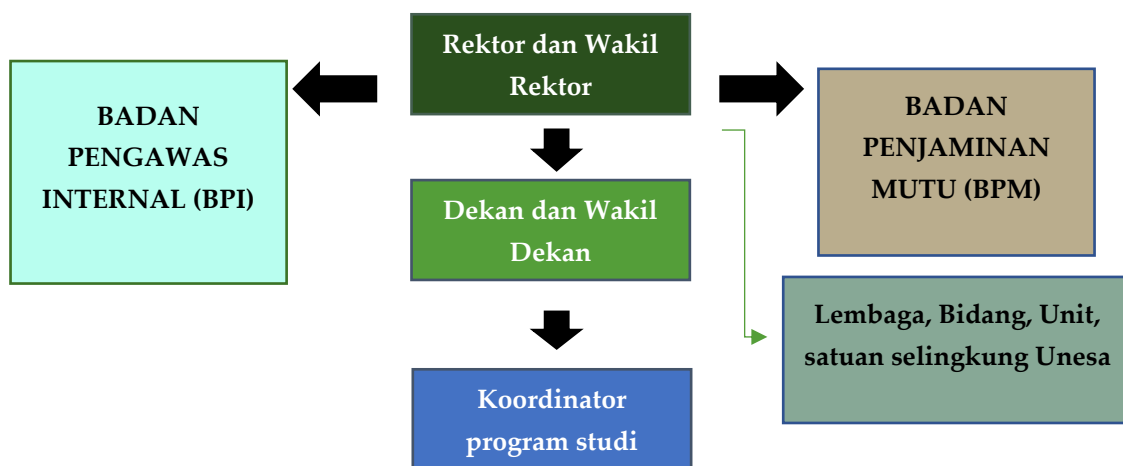 Rektor dan Wakil
Rektor
BADAN
PENGAWAS
INTERNAL (BPI)
BADAN
PENJAMINAN
MUTU (BPM)
Dekan dan Wakil
Dekan
Lembaga, Bidang, Unit,
satuan selingkung Unesa
Koordinator
program studi